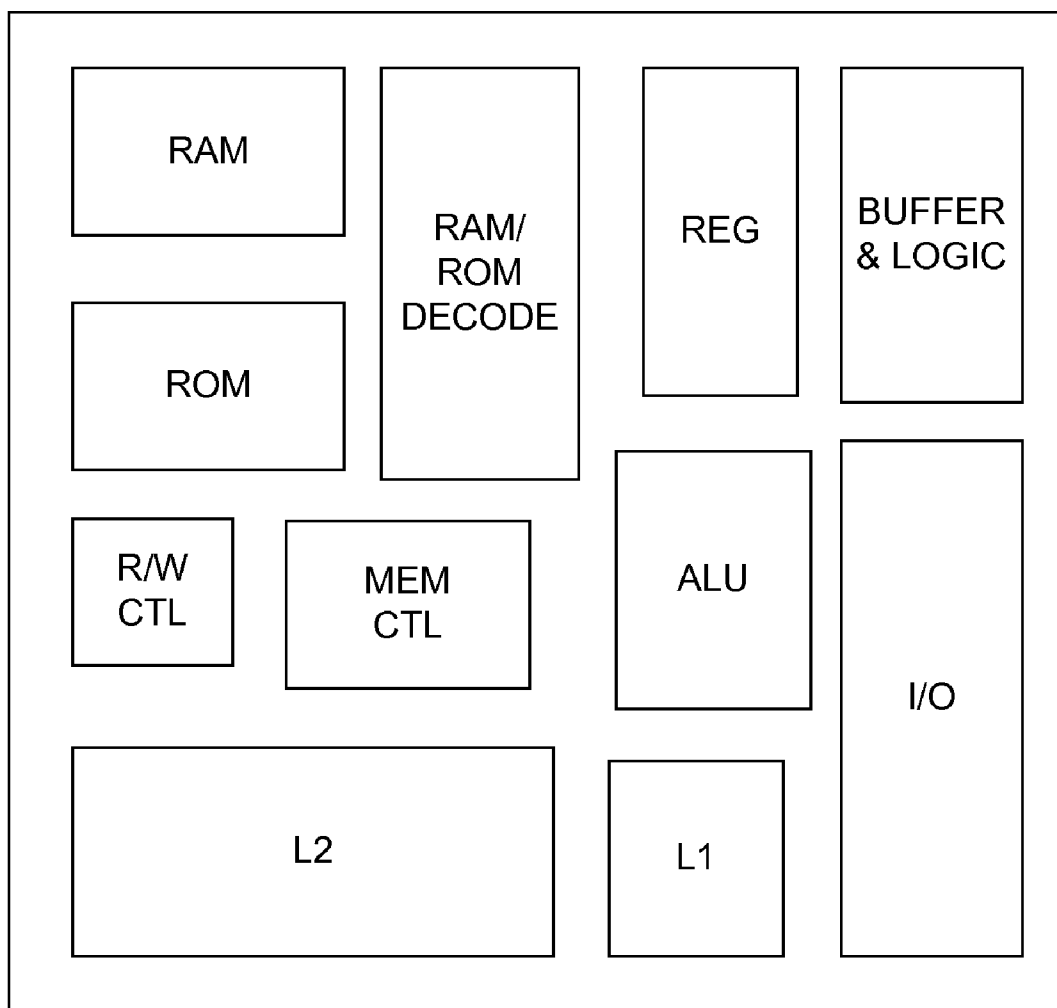 RAM
RAM/
ROM
DECODE
REG
BUFFER
& LOGIC
ROM
R/W
CTL
MEM
CTL
ALU
I/O
L2
L1